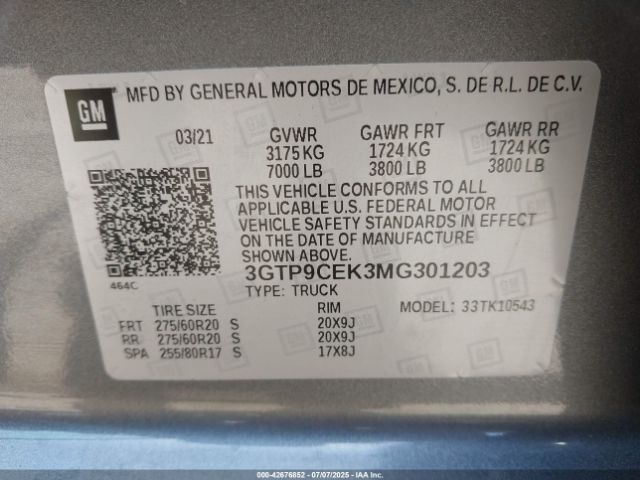 GM
MFD BY GENERAL MOTORS DE MEXICO, S. DE R.L. DE C.V.
03/21 GVWR GAWR FRT GAWR RR
3175 KG 1724 KG 1724 KG
7000 LB 3800 LB 3800 LB
THIS VEHICLE CONFORMS TO ALL
APPLICABLE U.S. FEDERAL MOTOR
VEHICLE SAFETY STANDARDS IN EFFECT
ON THE DATE OF MANUFACTURE
SHOWN ABOVE.
464C
3GTP9CEK3MG301203
TYPE: TRUCK MODEL: 33TK10543
TIRE SIZE RIM
FRT 275/60R20 S 20X9J
RR 275/60R20 S 20X9J
SPA 255/80R17 S 17X8J
000-42676852 | 07/07/2025 | IAA Inc.